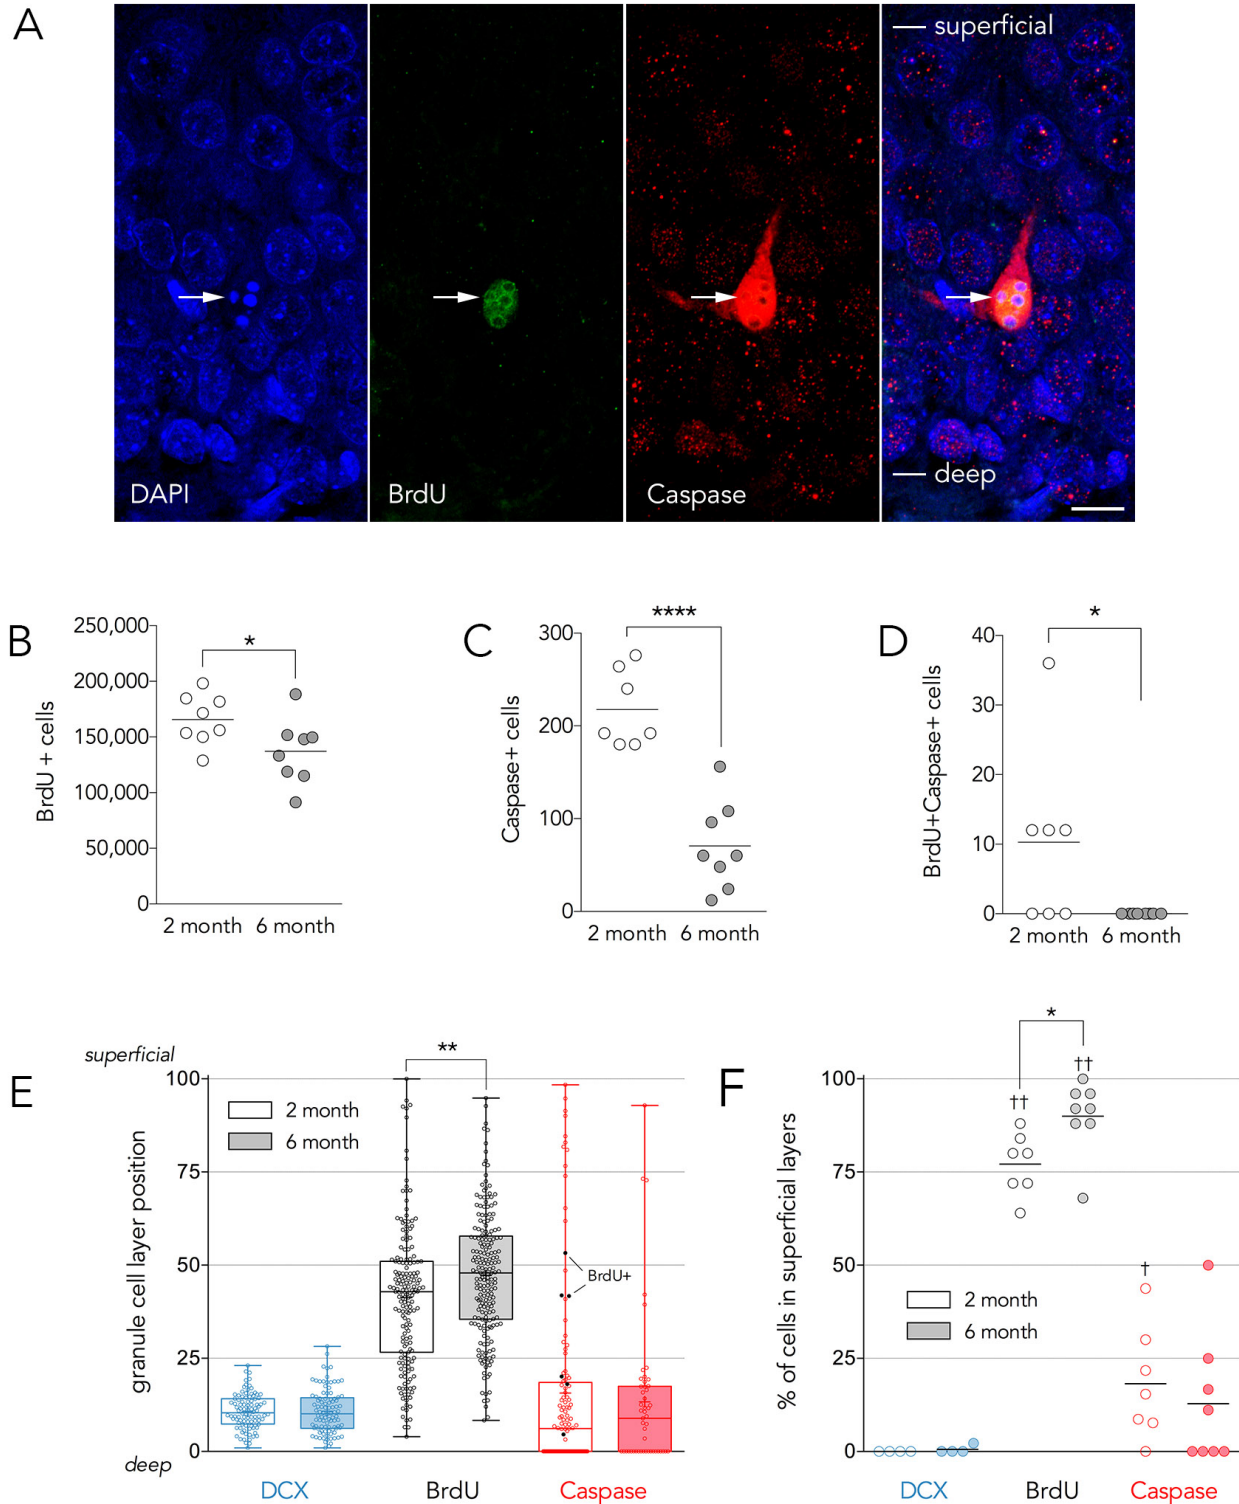 A
superficial
deep
DAPI
BrdU
Caspase
B
BrdU + cells
250,000
200,000
150,000
100,000
50,000
0
*
2 month
6 month
C
Caspase+ cells
300
200
100
0
****
2 month
6 month
D
BrdU+Caspase+ cells
40
30
20
10
0
*
2 month
6 month
E
superficial
granule cell layer position
100
75
50
25
0
deep
2 month
6 month
**
BrdU+
DCX
BrdU
Caspase
F
% of cells in superficial layers
100
75
50
25
0
*
††
††
†
2 month
6 month
DCX
BrdU
Caspase